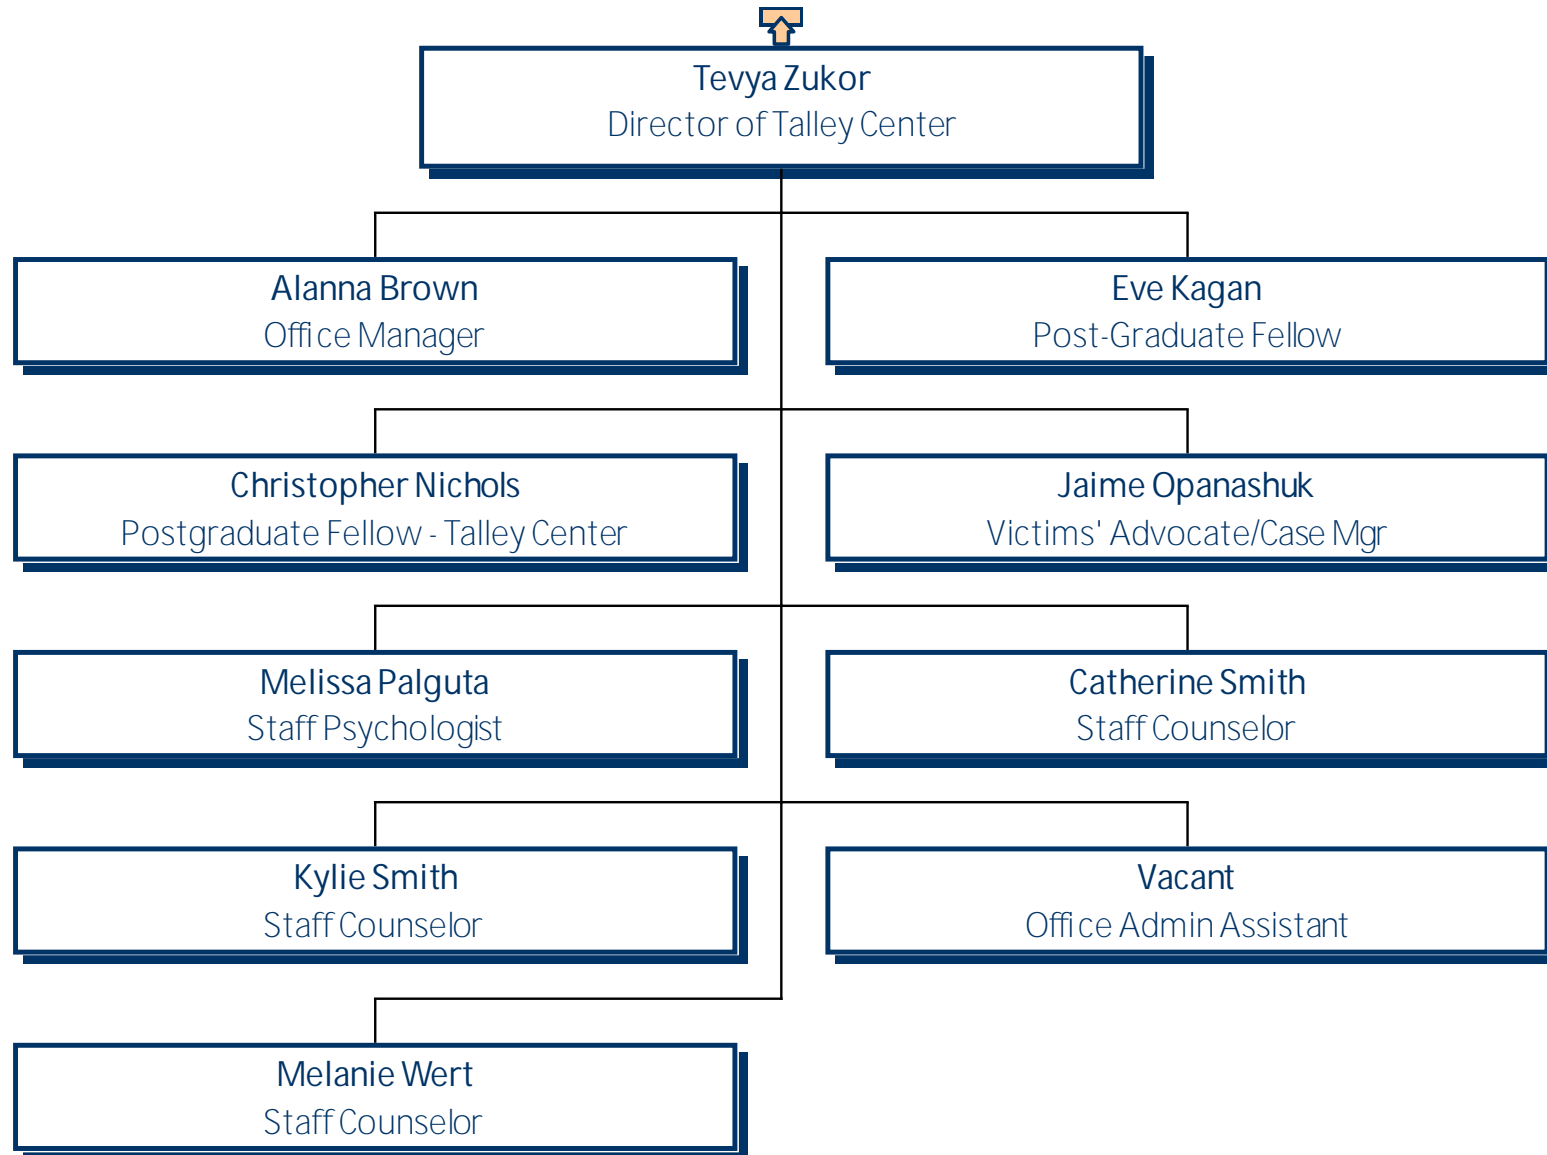 Tevya Zukor
Director of Talley Center
Alanna Brown
Office Manager
Eve Kagan
Post-Graduate Fellow
Christopher Nichols
Postgraduate Fellow - Talley Center
Jaime Opanashuk
Victims' Advocate/Case Mgr
Melissa Palguta
Staff Psychologist
Catherine Smith
Staff Counselor
Kylie Smith
Staff Counselor
Vacant
Office Admin Assistant
Melanie Wert
Staff Counselor